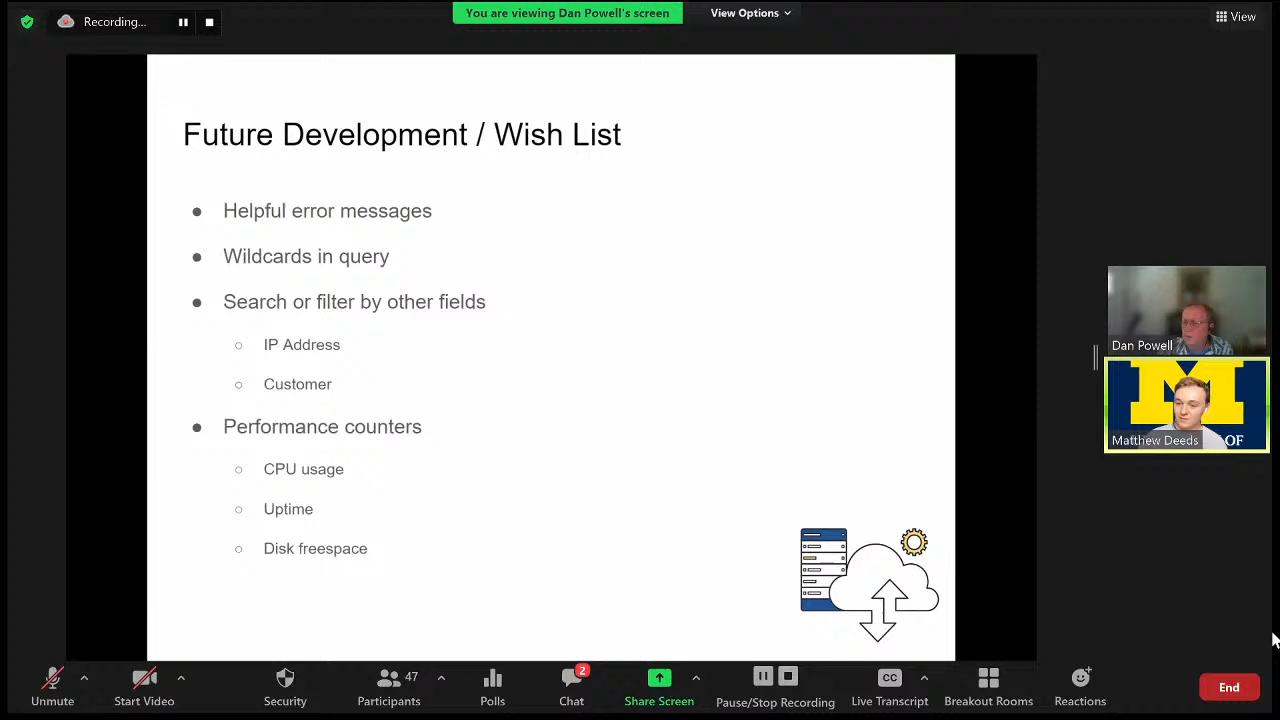 Recording...
You are viewing Dan Powell's screen
View Options
View
Future Development / Wish List
Helpful error messages
Wildcards in query
Search or filter by other fields
IP Address
Customer
Performance counters
CPU usage
Uptime
Disk freespace
Dan Powell
M
Matthew Deeds
OF
Unmute
Start Video
Security
47
Participants
Polls
2
Chat
Share Screen
Pause/Stop Recording
CC
Live Transcript
Breakout Rooms
Reactions
End